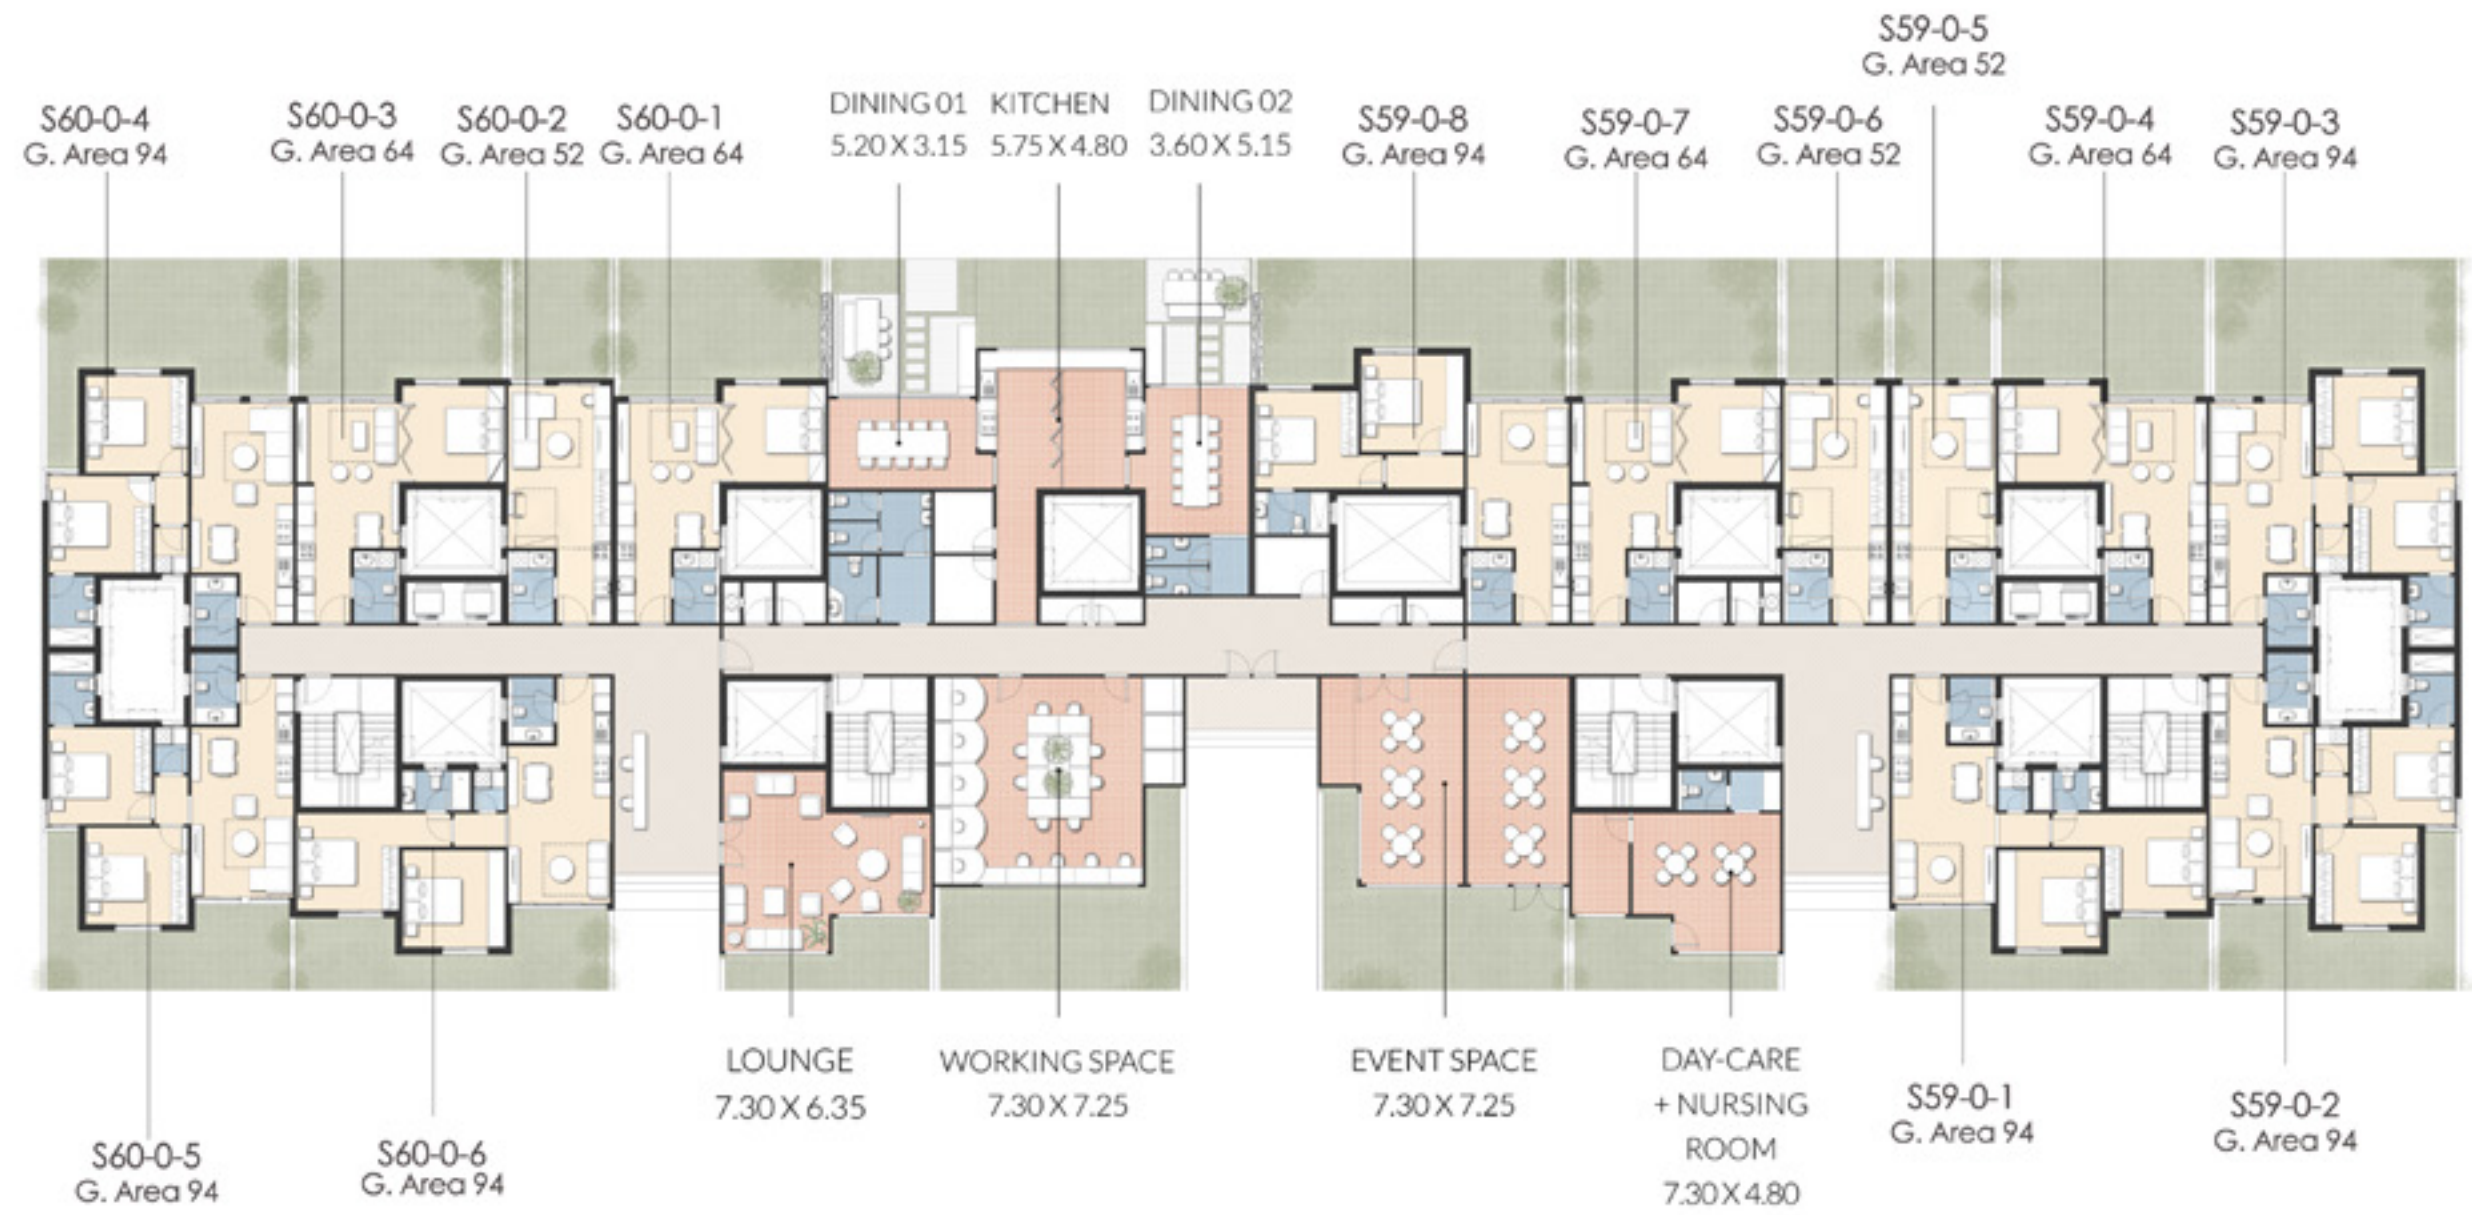 S59-0-5
G. Area 52
S60-0-4
G. Area 94
S60-0-3
G. Area 64
S60-0-2
G. Area 52
S60-0-1
G. Area 64
DINING 01
5.20 X 3.15
KITCHEN
5.75 X 4.80
DINING 02
3.60 X 5.15
S59-0-8
G. Area 94
S59-0-7
G. Area 64
S59-0-6
G. Area 52
S59-0-4
G. Area 64
S59-0-3
G. Area 94
LOUNGE
7.30 X 6.35
WORKING SPACE
7.30 X 7.25
EVENT SPACE
7.30 X 7.25
DAY-CARE
+ NURSING
ROOM
7.30 X 4.80
S59-0-1
G. Area 94
S59-0-2
G. Area 94
S60-0-5
G. Area 94
S60-0-6
G. Area 94